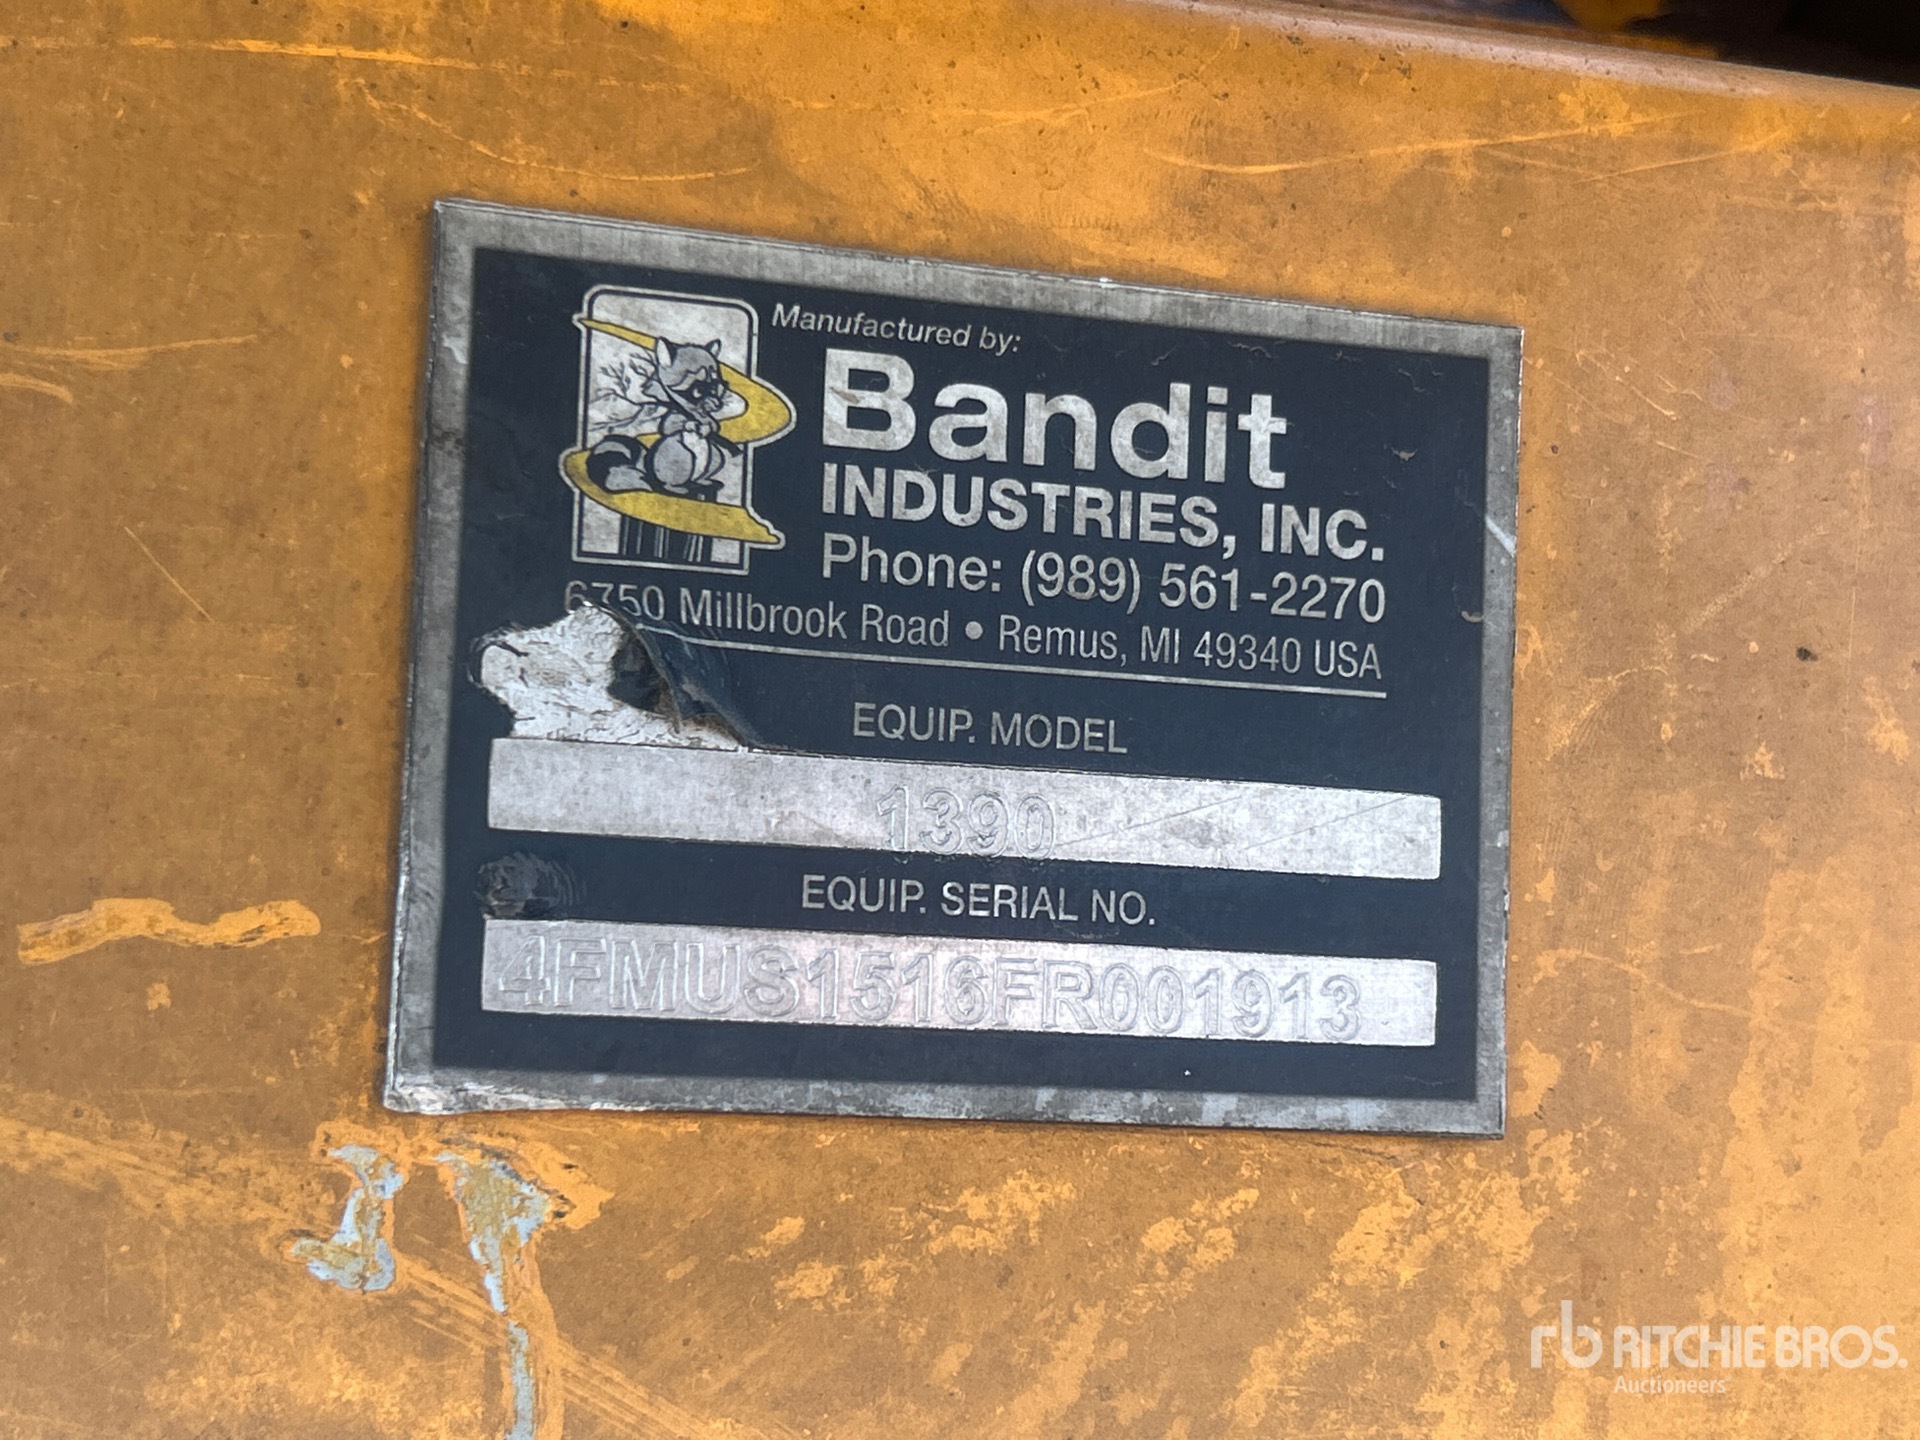 Manufactured by:
Bandit
INDUSTRIES, INC.
Phone: (989) 561-2270
6750 Millbrook Road • Remus, MI 49340 USA
EQUIP. MODEL
1390
EQUIP. SERIAL NO.
4FMUS1516FR001913
rb RITCHIE BROS.
Auctioneers